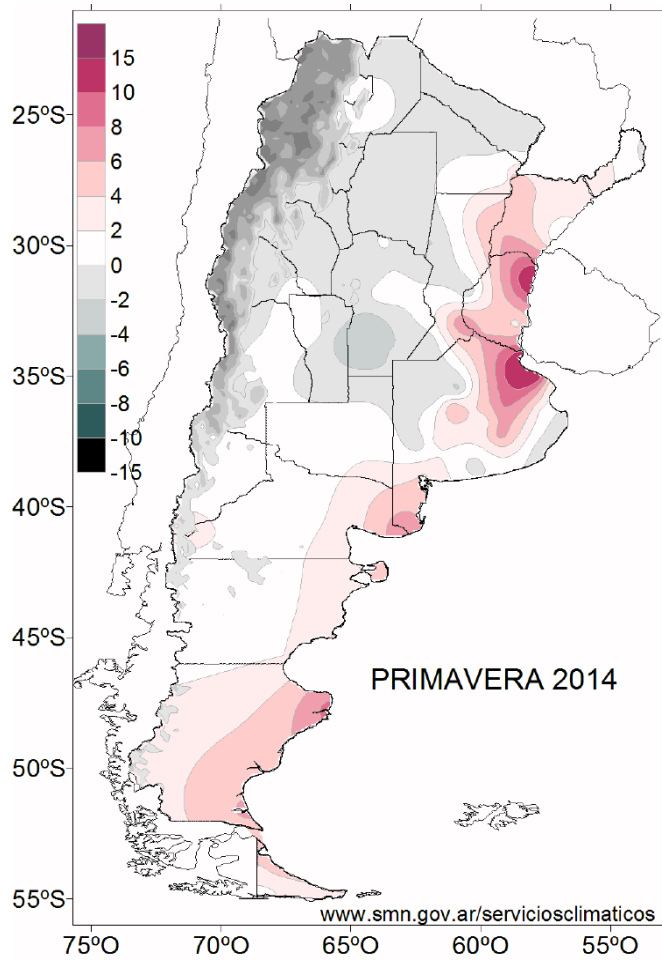 15
10
8
6
4
2
0
-2
-4
-6
-8
-10
-15
25ºS
30ºS
35ºS
40ºS
45ºS
50ºS
55ºS
PRIMAVERA 2014
www.smn.gov.ar/serviciosclimaticos
75ºO
70ºO
65ºO
60ºO
55ºO